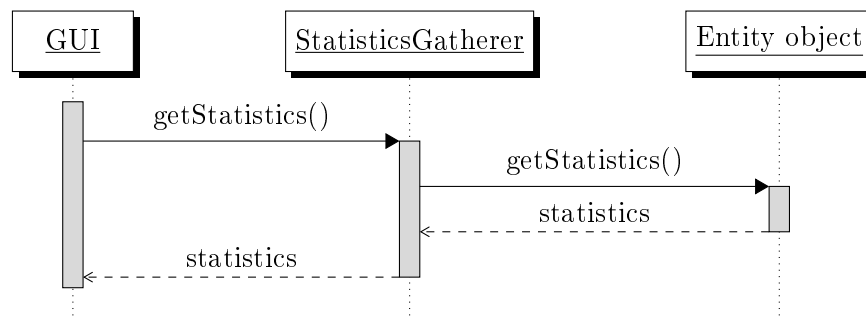 GUI
StatisticsGatherer
Entity object
getStatistics()
getStatistics()
statistics
statistics